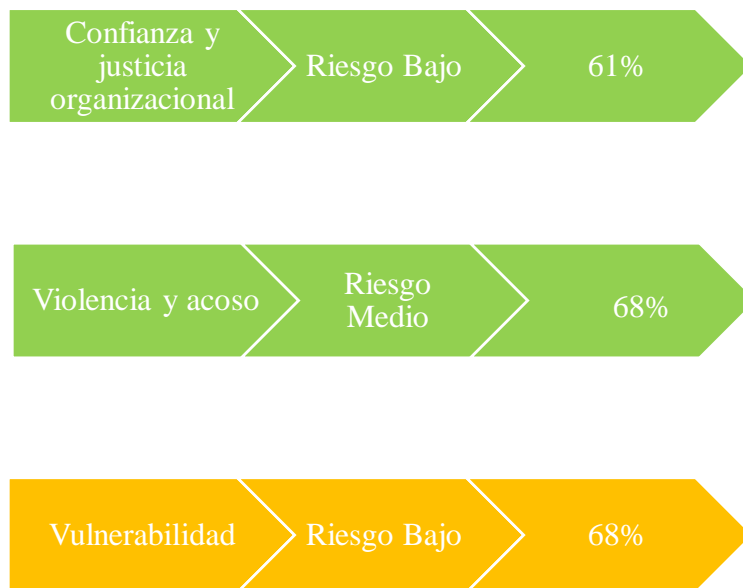 Confianza y
justicia
organizacional
Riesgo Bajo
61%
Violencia y acoso
Riesgo
Medio
68%
Vulnerabilidad
Riesgo Bajo
68%